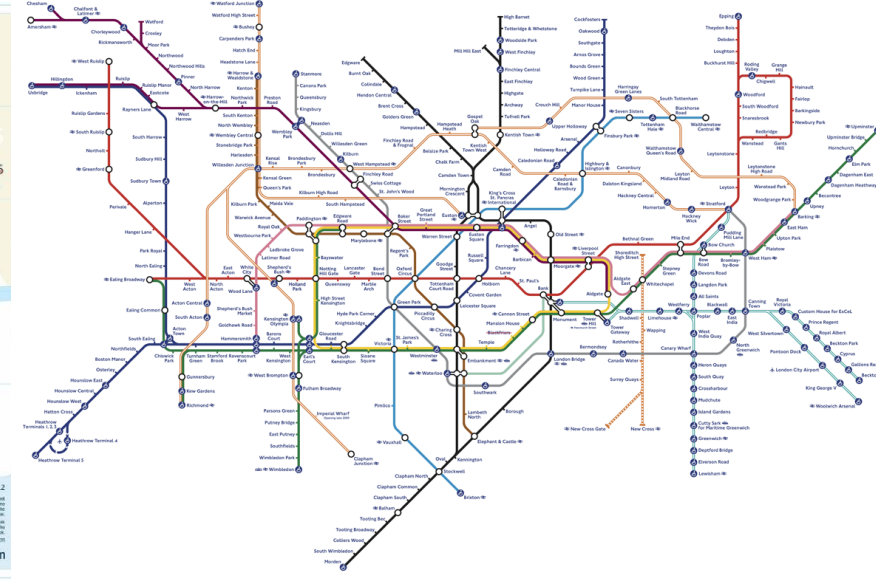 Chesham
Chalfont &
Latimer
Amersham
Chorleywood
Rickmansworth
Watford
Croxley
Moor Park
Northwood
Northwood Hills
Pinner
North Harrow
Harrow-
on-the-Hill
Northwick
Park
Preston
Road
Watford Junction
Watford High Street
Bushey
Carpenders Park
Hatch End
Headstone Lane
Harrow &
Wealdstone
Kenton
South Kenton
North Wembley
Wembley Central
Stonebridge Park
Harlesden
Willesden Junction
Kensal Green
Queen's Park
Kilburn Park
Maida Vale
Warwick Avenue
Royal Oak
Westbourne Park
Ladbroke Grove
Latimer Road
West Ruislip
Hillingdon
Ruislip
Ruislip Manor
Eastcote
Uxbridge
Ickenham
Rayners Lane
West
Harrow
Ruislip Gardens
South Ruislip
Northolt
Greenford
Perivale
Hanger Lane
South Harrow
Sudbury Hill
Sudbury Town
Alperton
Park Royal
North Ealing
Ealing Broadway
West
Acton
North
Acton
East
Acton
White
City
Wood Lane
Shepherd's
Bush
Holland
Park
Stanmore
Canons Park
Queensbury
Kingsbury
Wembley
Park
Neasden
Dollis Hill
Willesden Green
Kilburn
West Hampstead
Finchley Road
Swiss Cottage
St. John's Wood
Kensal
Rise
Brondesbury
Park
Brondesbury
Kilburn High Road
South Hampstead
Edgware
Burnt Oak
Colindale
Hendon Central
Brent Cross
Golders Green
Hampstead
Hampstead
Heath
Finchley Road
& Frognal
Belsize Park
Chalk Farm
Camden Town
Mornington
Crescent
Euston
High Barnet
Totteridge & Whetstone
Woodside Park
West Finchley
Mill Hill East
Finchley Central
East Finchley
Highgate
Archway
Tufnell Park
Kentish Town
Gospel
Oak
Kentish
Town West
Camden
Road
Cockfosters
Oakwood
Southgate
Arnos Grove
Bounds Green
Wood Green
Turnpike Lane
Manor House
Crouch Hill
Harringay
Green Lanes
Upper Holloway
Arsenal
Holloway Road
Caledonian Road
Caledonian
Road &
Barnsbury
Highbury &
Islington
Finsbury Park
Seven Sisters
Tottenham
Hale
South Tottenham
Blackhorse
Road
Walthamstow
Central
Walthamstow
Queen's Road
Leyton
Midland Road
Canonbury
Dalston Kingsland
Hackney Central
Homerton
Hackney
Wick
Stratford
Epping
Theydon Bois
Debden
Loughton
Buckhurst Hill
Roding
Valley
Grange
Hill
Chigwell
Hainault
Fairlop
Barkingside
Newbury Park
Woodford
South Woodford
Snaresbrook
Redbridge
Wanstead
Gants
Hill
Leytonstone
Leyton
Leytonstone
High Road
Wanstead Park
Woodgrange Park
Barking
East Ham
Upton Park
Plaistow
West Ham
Upminster
Upminster Bridge
Hornchurch
Elm Park
Dagenham East
Dagenham Heathway
Becontree
Upney
Pudding
Mill Lane
Bow Church
Bow
Road
Bromley-
by-Bow
Mile End
Bethnal Green
Stepney
Green
Whitechapel
Shoreditch
High Street
Liverpool
Street
Aldgate
East
Aldgate
Old Street
Moorgate
Angel
King's Cross
St. Pancras
International
Farringdon
Barbican
Euston
Square
Great
Portland
Street
Baker
Street
Warren Street
Regent's
Park
Edgware
Road
Marylebone
Paddington
Bayswater
Notting
Hill Gate
Queensway
Lancaster
Gate
Marble
Arch
Bond
Street
Oxford
Circus
Goodge
Street
Tottenham
Court Road
Russell
Square
Holborn
Chancery
Lane
St. Paul's
Bank
Covent Garden
Leicester Square
Piccadilly
Circus
Charing
Cross
Green Park
Hyde Park Corner
Knightsbridge
High Street
Kensington
Kensington
(Olympia)
Gloucester
Road
South
Kensington
Sloane
Square
Victoria
St. James's
Park
Westminster
Embankment
Temple
Blackfriars
Mansion House
Cannon Street
Monument
Tower
Hill
Tower
Gateway
Waterloo
Southwark
London Bridge
Bermondsey
Canada Water
Rotherhithe
Wapping
Shadwell
Limehouse
Westferry
Poplar
Blackwall
East
India
Canning
Town
Royal
Victoria
Custom House for ExCeL
Prince Regent
Royal Albert
Beckton Park
Cyprus
West Silvertown
Pontoon Dock
London City Airport
King George V
Woolwich Arsenal
Devons Road
Langdon Park
All Saints
West
India Quay
Canary Wharf
North
Greenwich
Heron Quays
South Quay
Crossharbour
Mudchute
Island Gardens
Cutty Sark
for Maritime Greenwich
Greenwich
Deptford Bridge
Elverson Road
Lewisham
Surrey Quays
New Cross Gate
New Cross
Ealing Common
Acton Central
South Acton
Acton
Town
South Ealing
Northfields
Boston Manor
Osterley
Hounslow East
Hounslow Central
Hounslow West
Hatton Cross
Heathrow
Terminals 1, 2, 3
Heathrow Terminal 4
Heathrow Terminal 5
Chiswick
Park
Turnham
Green
Stamford
Brook
Ravenscourt
Park
Gunnersbury
Kew Gardens
Richmond
Shepherd's Bush
Market
Goldhawk Road
Hammersmith
Barons
Court
West
Kensington
Earl's
Court
West Brompton
Fulham Broadway
Parsons Green
Putney Bridge
East Putney
Southfields
Wimbledon Park
Wimbledon
Imperial Wharf
Clapham
Junction
Pimlico
Vauxhall
Lambeth
North
Borough
Elephant & Castle
Kennington
Oval
Stockwell
Brixton
Clapham North
Clapham Common
Clapham South
Balham
Tooting Bec
Tooting Broadway
Colliers Wood
South Wimbledon
Morden